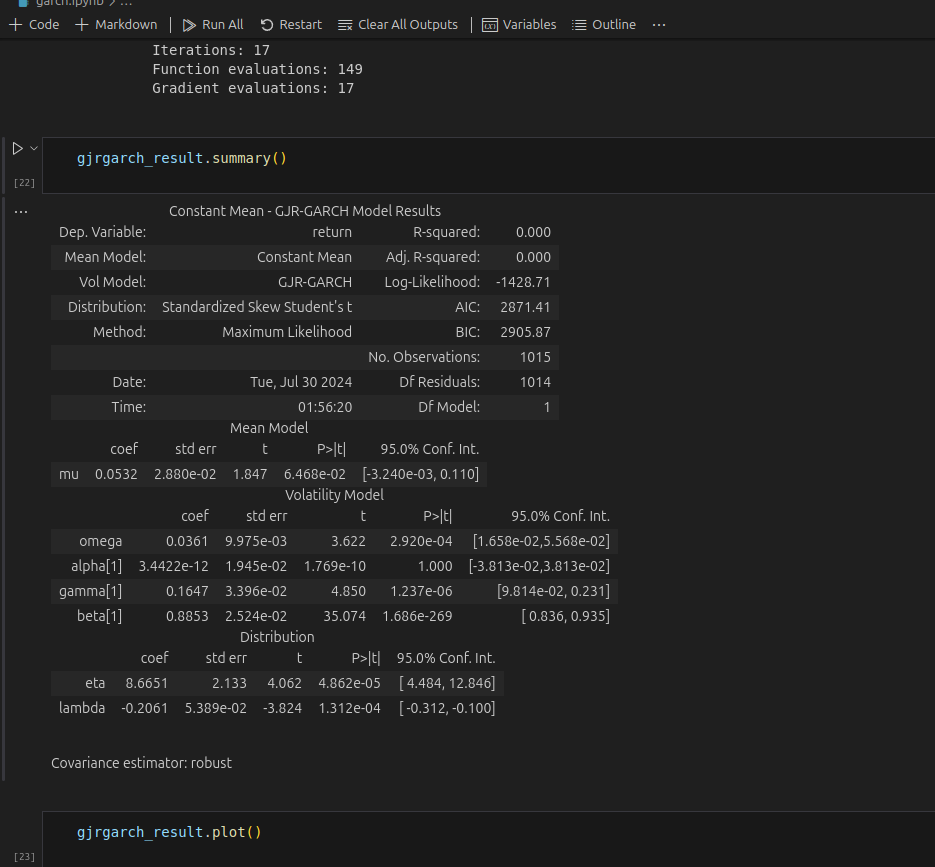 garch.ipynb > ...
+ Code + Markdown | Run All Restart Clear All Outputs | Variables Outline ...
Iterations: 17
Function evaluations: 149
Gradient evaluations: 17
gjrgarch_result.summary()
[22]
...
Constant Mean - GJR-GARCH Model Results
Dep. Variable: return R-squared: 0.000
Mean Model: Constant Mean Adj. R-squared: 0.000
Vol Model: GJR-GARCH Log-Likelihood: -1428.71
Distribution: Standardized Skew Student's t AIC: 2871.41
Method: Maximum Likelihood BIC: 2905.87
No. Observations: 1015
Date: Tue, Jul 30 2024 Df Residuals: 1014
Time: 01:56:20 Df Model: 1
Mean Model
coef std err t P>|t| 95.0% Conf. Int.
mu 0.0532 2.880e-02 1.847 6.468e-02 [-3.240e-03, 0.110]
Volatility Model
coef std err t P>|t| 95.0% Conf. Int.
omega 0.0361 9.975e-03 3.622 2.920e-04 [1.658e-02,5.568e-02]
alpha[1] 3.4422e-12 1.945e-02 1.769e-10 1.000 [-3.813e-02,3.813e-02]
gamma[1] 0.1647 3.396e-02 4.850 1.237e-06 [9.814e-02, 0.231]
beta[1] 0.8853 2.524e-02 35.074 1.686e-269 [ 0.836, 0.935]
Distribution
coef std err t P>|t| 95.0% Conf. Int.
eta 8.6651 2.133 4.062 4.862e-05 [ 4.484, 12.846]
lambda -0.2061 5.389e-02 -3.824 1.312e-04 [ -0.312, -0.100]
Covariance estimator: robust
gjrgarch_result.plot()
[23]